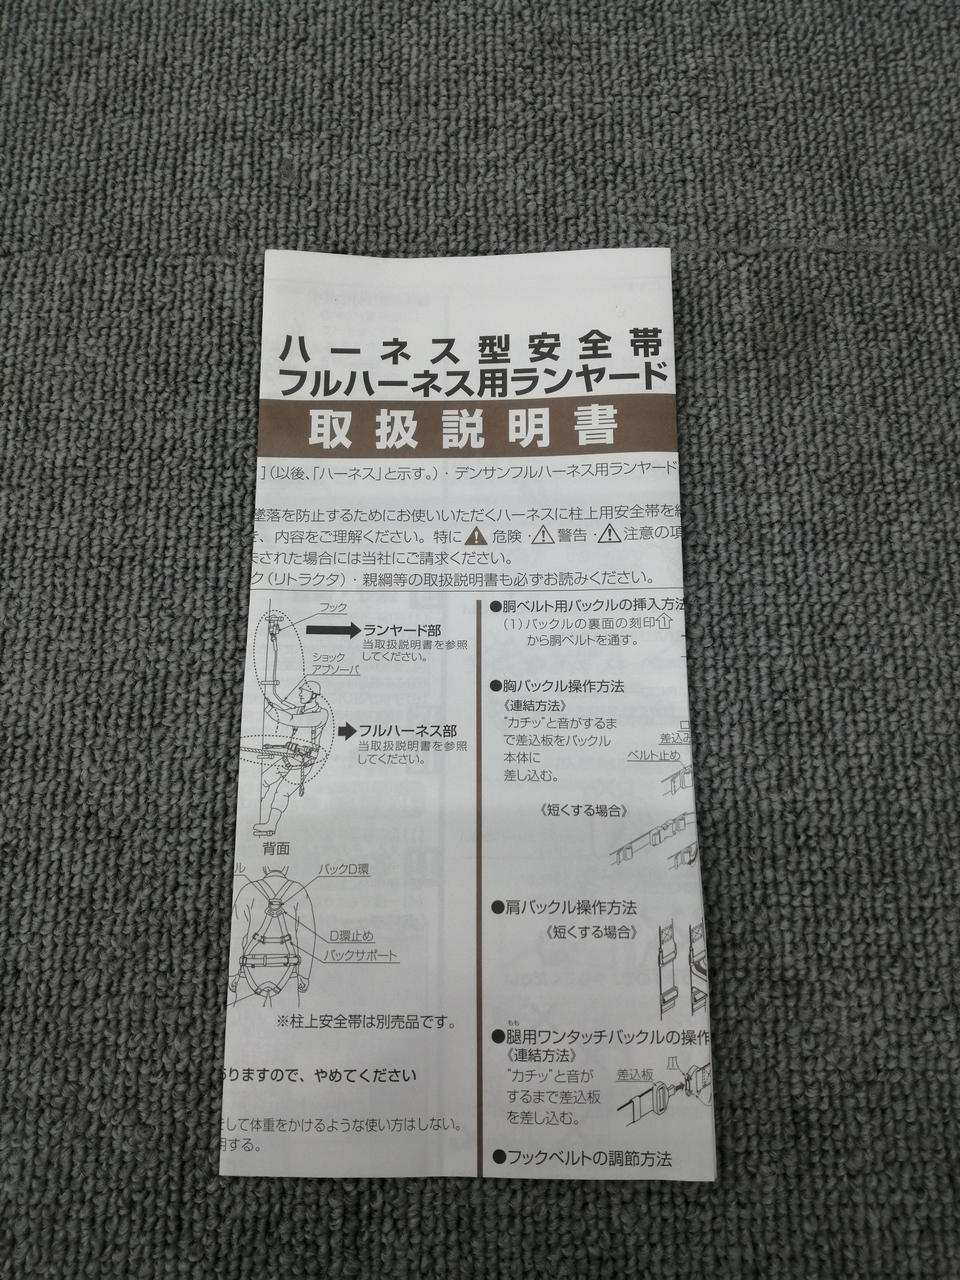 ハーネス型安全帯
フルハーネス用ランヤード
取扱説明書
］（以後、「ハーネス」と示す。）・デンサンフルハーネス用ランヤード
墜落を防止するためにお使いいただくハーネスに柱上用安全帯を
、内容をご理解ください。特に⚠危険・⚠警告・⚠注意の項
された場合には当社にご請求ください。
ク（リトラクタ）・親綱等の取扱説明書も必ずお読みください。
フック
ランヤード部
当取扱説明書を参照
してください。
ショック
アブソーバ
フルハーネス部
当取扱説明書を参照
してください。
背面
ル
バックD環
D環止め
バックサポート
※柱上安全帯は別売品です。
りますので、やめてください
して体重をかけるような使い方はしない。
用する。
●胴ベルト用バックルの挿入方法
（1）バックルの裏面の刻印
から胴ベルトを通す。
●胸バックル操作方法
《連結方法》
"カチッ"と音がするま
で差込板をバックル
本体に
差し込む。
差込み
ベルト止め
《短くする場合》
●肩バックル操作方法
《短くする場合》
もも
●腿用ワンタッチバックルの操作
《連結方法》
"カチッ"と音が
するまで差込板
を差し込む。
差込板
爪
●フックベルトの調節方法